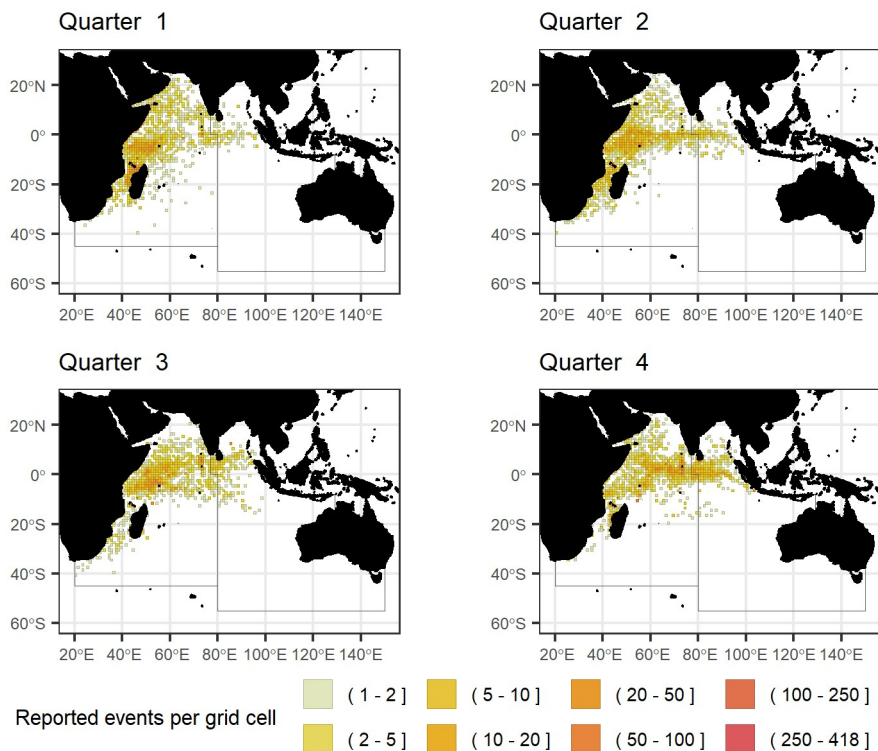 Quarter 1
Quarter 2
20°N
0°
20°S
40°S
60°S
20°N
0°
20°S
40°S
60°S
20°E 40°E 60°E 80°E 100°E 120°E 140°E
20°E 40°E 60°E 80°E 100°E 120°E 140°E
Quarter 3
Quarter 4
20°N
0°
20°S
40°S
60°S
20°N
0°
20°S
40°S
60°S
20°E 40°E 60°E 80°E 100°E 120°E 140°E
20°E 40°E 60°E 80°E 100°E 120°E 140°E
Reported events per grid cell
( 1 - 2 ] ( 5 - 10 ] ( 20 - 50 ] ( 100 - 250 ]
( 2 - 5 ] ( 10 - 20 ] ( 50 - 100 ] ( 250 - 418 ]